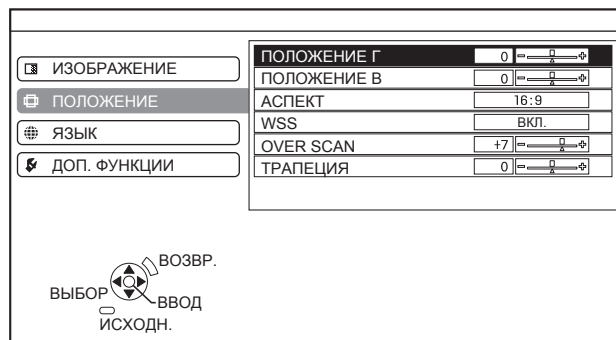 ИЗОБРАЖЕНИЕ
ПОЛОЖЕНИЕ
ЯЗЫК
ДОП. ФУНКЦИИ
ПОЛОЖЕНИЕ Г 0
ПОЛОЖЕНИЕ В 0
АСПЕКТ 16:9
WSS ВКЛ.
OVER SCAN +7
ТРАПЕЦИЯ 0
ВОЗВР.
ВЫБОР
ВВОД
ИСХОДН.